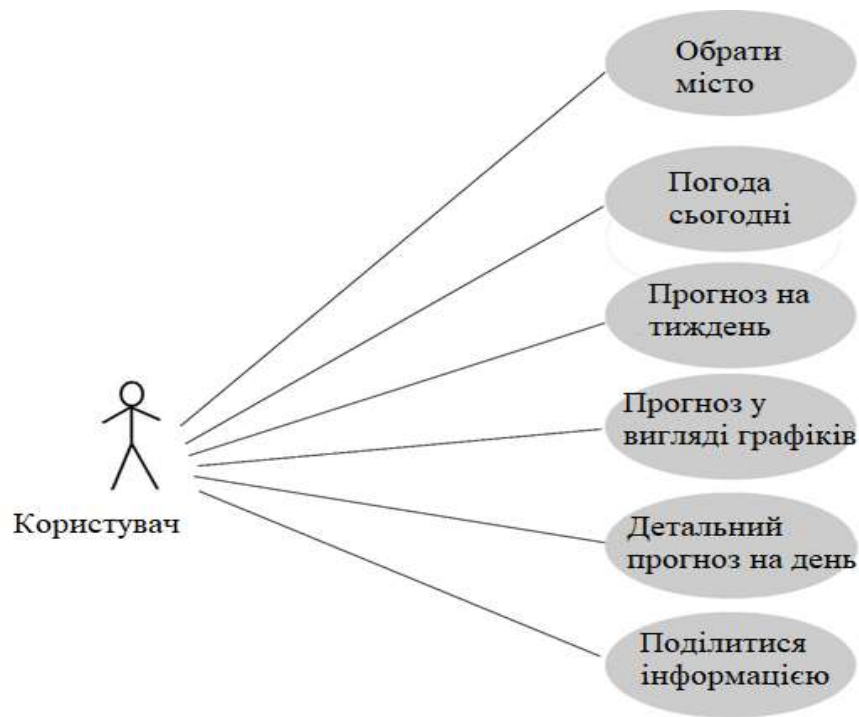 Обрати
місто
Погода
сьогодні
Прогноз на
тиждень
Прогноз у
вигляді графіків
Детальний
прогноз на день
Поділитися
інформацією
Користувач